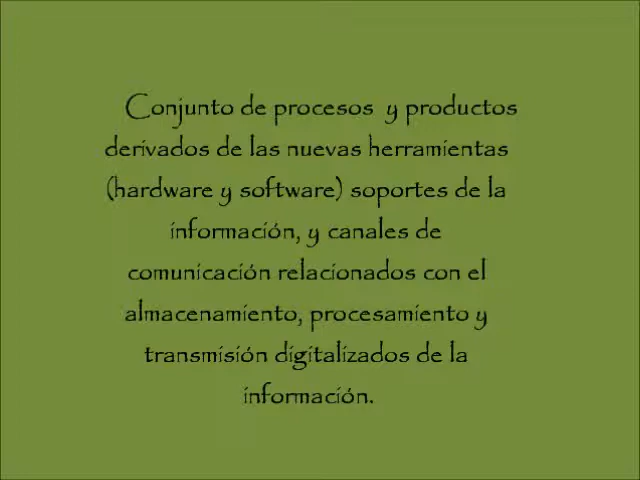 Conjunto de procesos y productos
derivados de las nuevas herramientas
(hardware y software) soportes de la
información, y canales de
comunicación relacionados con el
almacenamiento, procesamiento y
transmisión digitalizados de la
información.